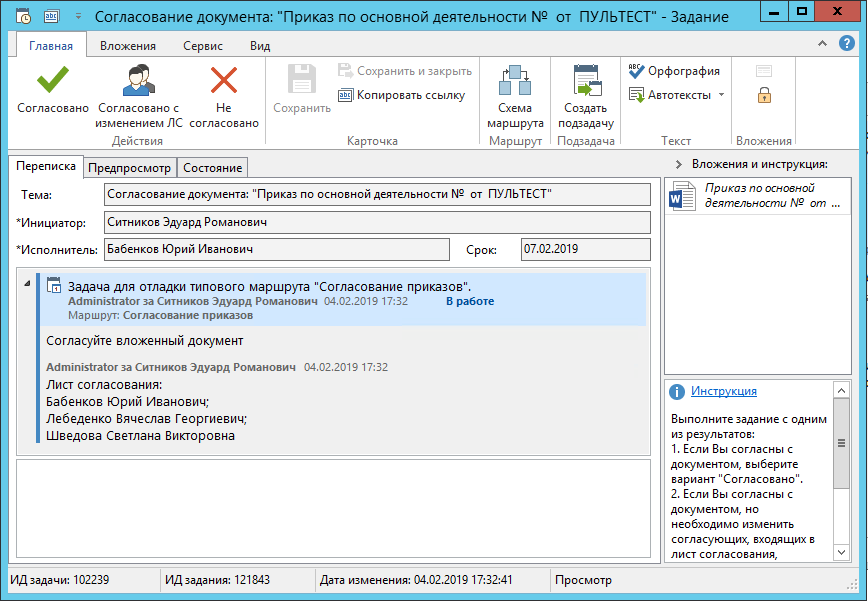 Согласование документа: "Приказ по основной деятельности №  от  ПУЛЬТЕСТ" - Задание
Главная
Вложения
Сервис
Вид
Согласовано
Согласовано с
изменением ЛС
Не
согласовано
Действия
Сохранить
Сохранить и закрыть
Копировать ссылку
Карточка
Схема
маршрута
Маршрут
Создать
подзадачу
Подзадача
Орфография
Автотексты
Текст
Вложения
Переписка
Предпросмотр
Состояние
Вложения и инструкция:
Тема:
Согласование документа: "Приказ по основной деятельности №  от  ПУЛЬТЕСТ"
*Инициатор:
Ситников Эдуард Романович
*Исполнитель:
Бабенков Юрий Иванович
Срок:
07.02.2019
Приказ по основной
деятельности №  от  ...
Задача для отладки типового маршрута "Согласование приказов".
Administrator за Ситников Эдуард Романович  04.02.2019 17:32
В работе
Маршрут: Согласование приказов
Согласуйте вложенный документ
Administrator за Ситников Эдуард Романович  04.02.2019 17:32
Лист согласования:
Бабенков Юрий Иванович;
Лебеденко Вячеслав Георгиевич;
Шведова Светлана Викторовна
Инструкция
Выполните задание с одним
из результатов:
1. Если Вы согласны с
документом, выберите
вариант "Согласовано".
2. Если Вы согласны с
документом, но
необходимо изменить
согласующих, входящих в
лист согласования,
ИД задачи: 102239
ИД задания: 121843
Дата изменения: 04.02.2019 17:32:41
Просмотр